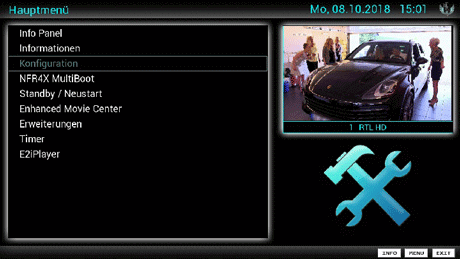 Hauptmenü
Mo, 08.10.2018 15:01
Info Panel
Informationen
Konfiguration
NFR4X MultiBoot
Standby / Neustart
Enhanced Movie Center
Erweiterungen
Timer
E2iPlayer
1 RTL HD
INFO MENU EXIT